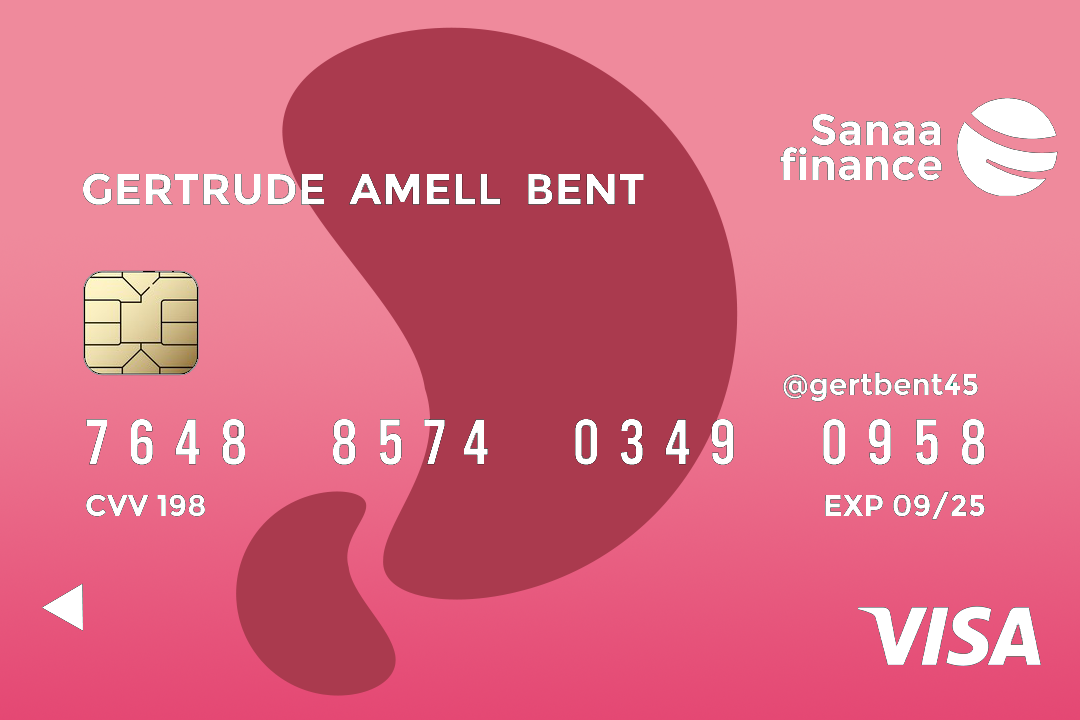 Sanaa
finance
GERTRUDE AMELL BENT
@gertbent45
7648 8574 0349 0958
CVV 198
EXP 09/25
VISA